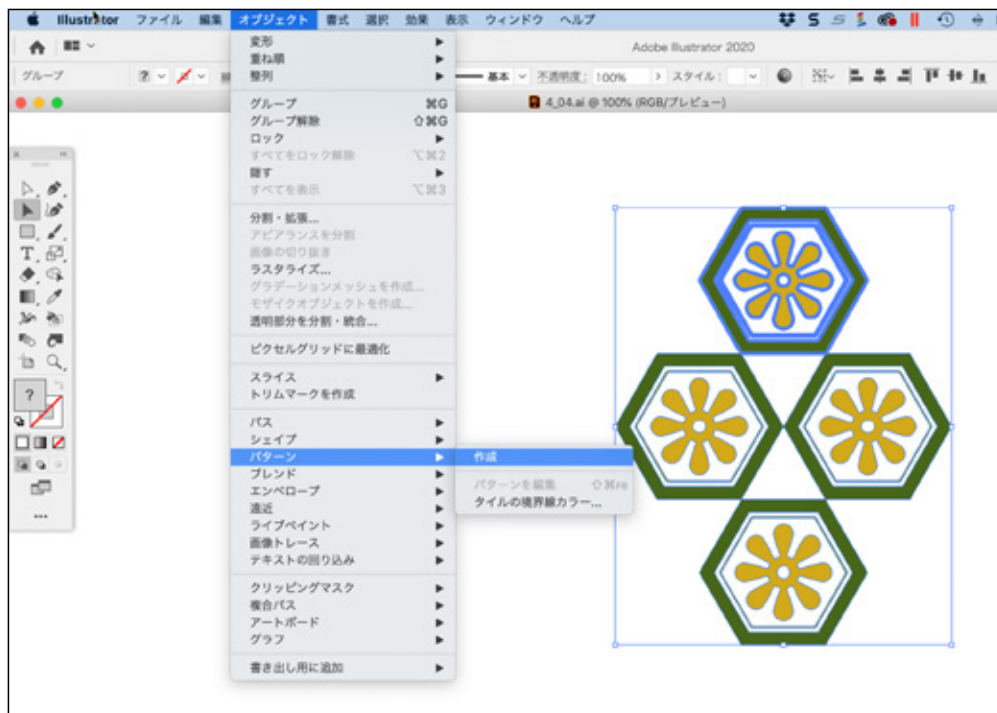 Illustrator ファイル 編集 オブジェクト 書式 選択 効果 表示 ウィンドウ ヘルプ
Adobe Illustrator 2020
グループ
基本
不透明度：
100%
スタイル：
4_04.ai @ 100% (RGB/プレビュー)
変形
重ね順
整列
グループ ⌘G
グループ解除 ⇧⌘G
ロック
すべてをロック解除 ⌥⌘2
隠す
すべてを表示 ⌥⌘3
分割・拡張...
アピアランスを分割
画像の切り抜き
ラスタライズ...
グラデーションメッシュを作成...
モザイクオブジェクトを作成...
透明部分を分割・統合...
ピクセルグリッドに最適化
スライス
トリムマークを作成
パス
シェイプ
パターン
作成
パターンを編集 ⇧⌘F8
タイルの境界線カラー...
ブレンド
エンベロープ
遠近
ライブペイント
画像トレース
テキストの回り込み
クリッピングマスク
複合パス
アートボード
グラフ
書き出し用に追加